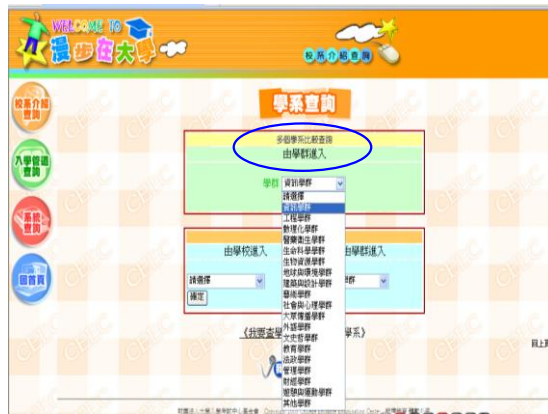 WELCOME TO
漫步在大學
校系介紹查詢
校系介紹
查詢
入學管道
查詢
系統
查詢
回首頁
學系查詢
多個學系比較查詢
由學群進入
學群 資訊學群
請選擇
資訊學群
工程學群
數理化學群
醫藥衛生學群
生命科學學群
生物資源學群
地球與環境學群
建築與設計學群
藝術學群
社會與心理學群
大眾傳播學群
外語學群
文史哲學群
教育學群
法政學群
管理學群
財經學群
遊憩與運動學群
其他學群
由學校進入
請選擇
確定
由學群進入
學群
《我要查學
學系》
回上頁